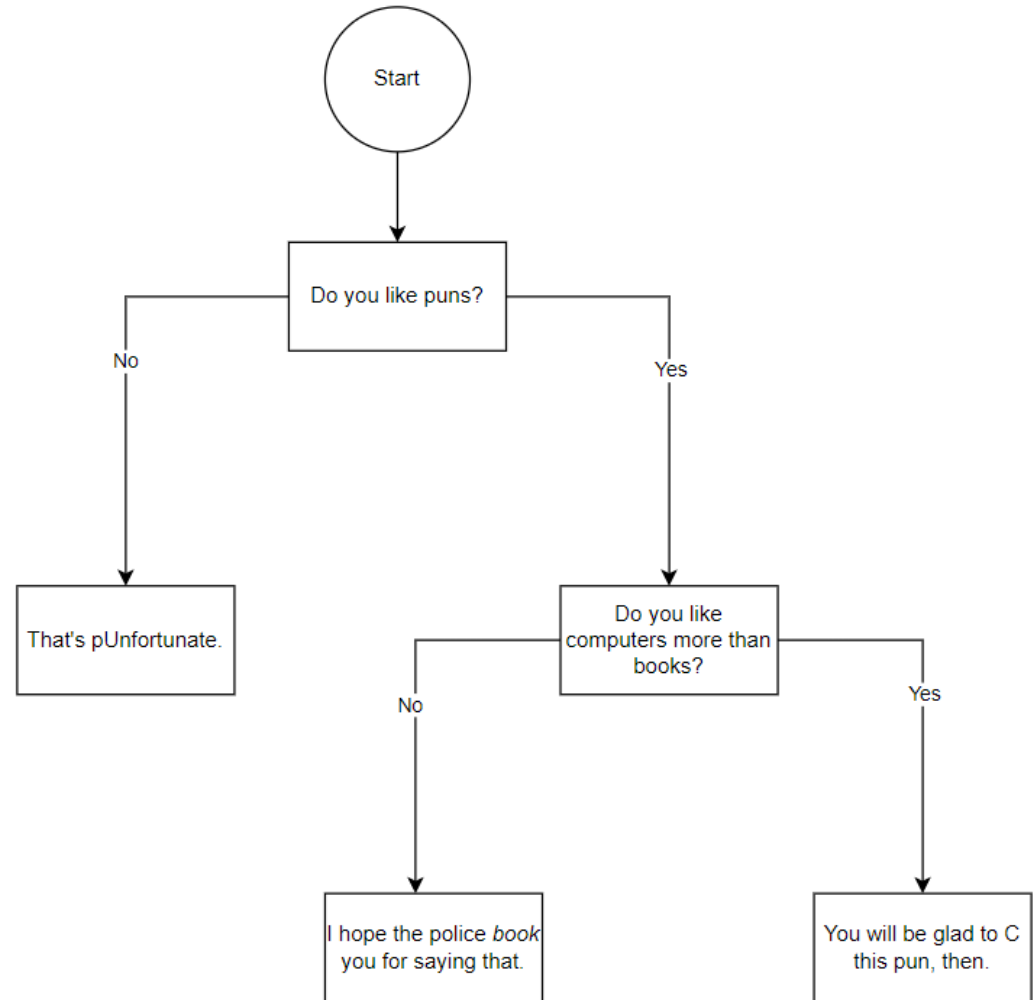 Start
Do you like puns?
No
Yes
That's pUnfortunate.
Do you like
computers more than
books?
No
Yes
I hope the police book
you for saying that.
You will be glad to C
this pun, then.